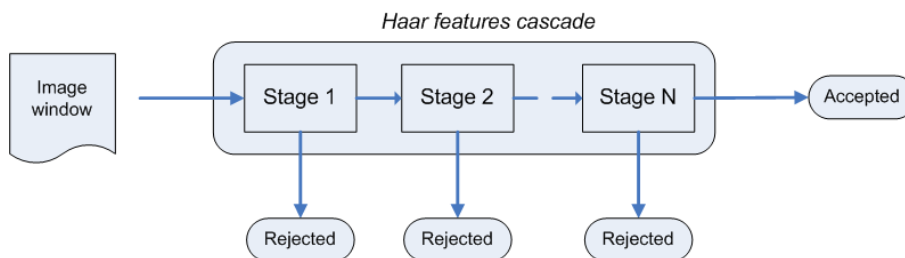 Haar features cascade
Image
window
Stage 1
Stage 2
Stage N
Accepted
Rejected
Rejected
Rejected